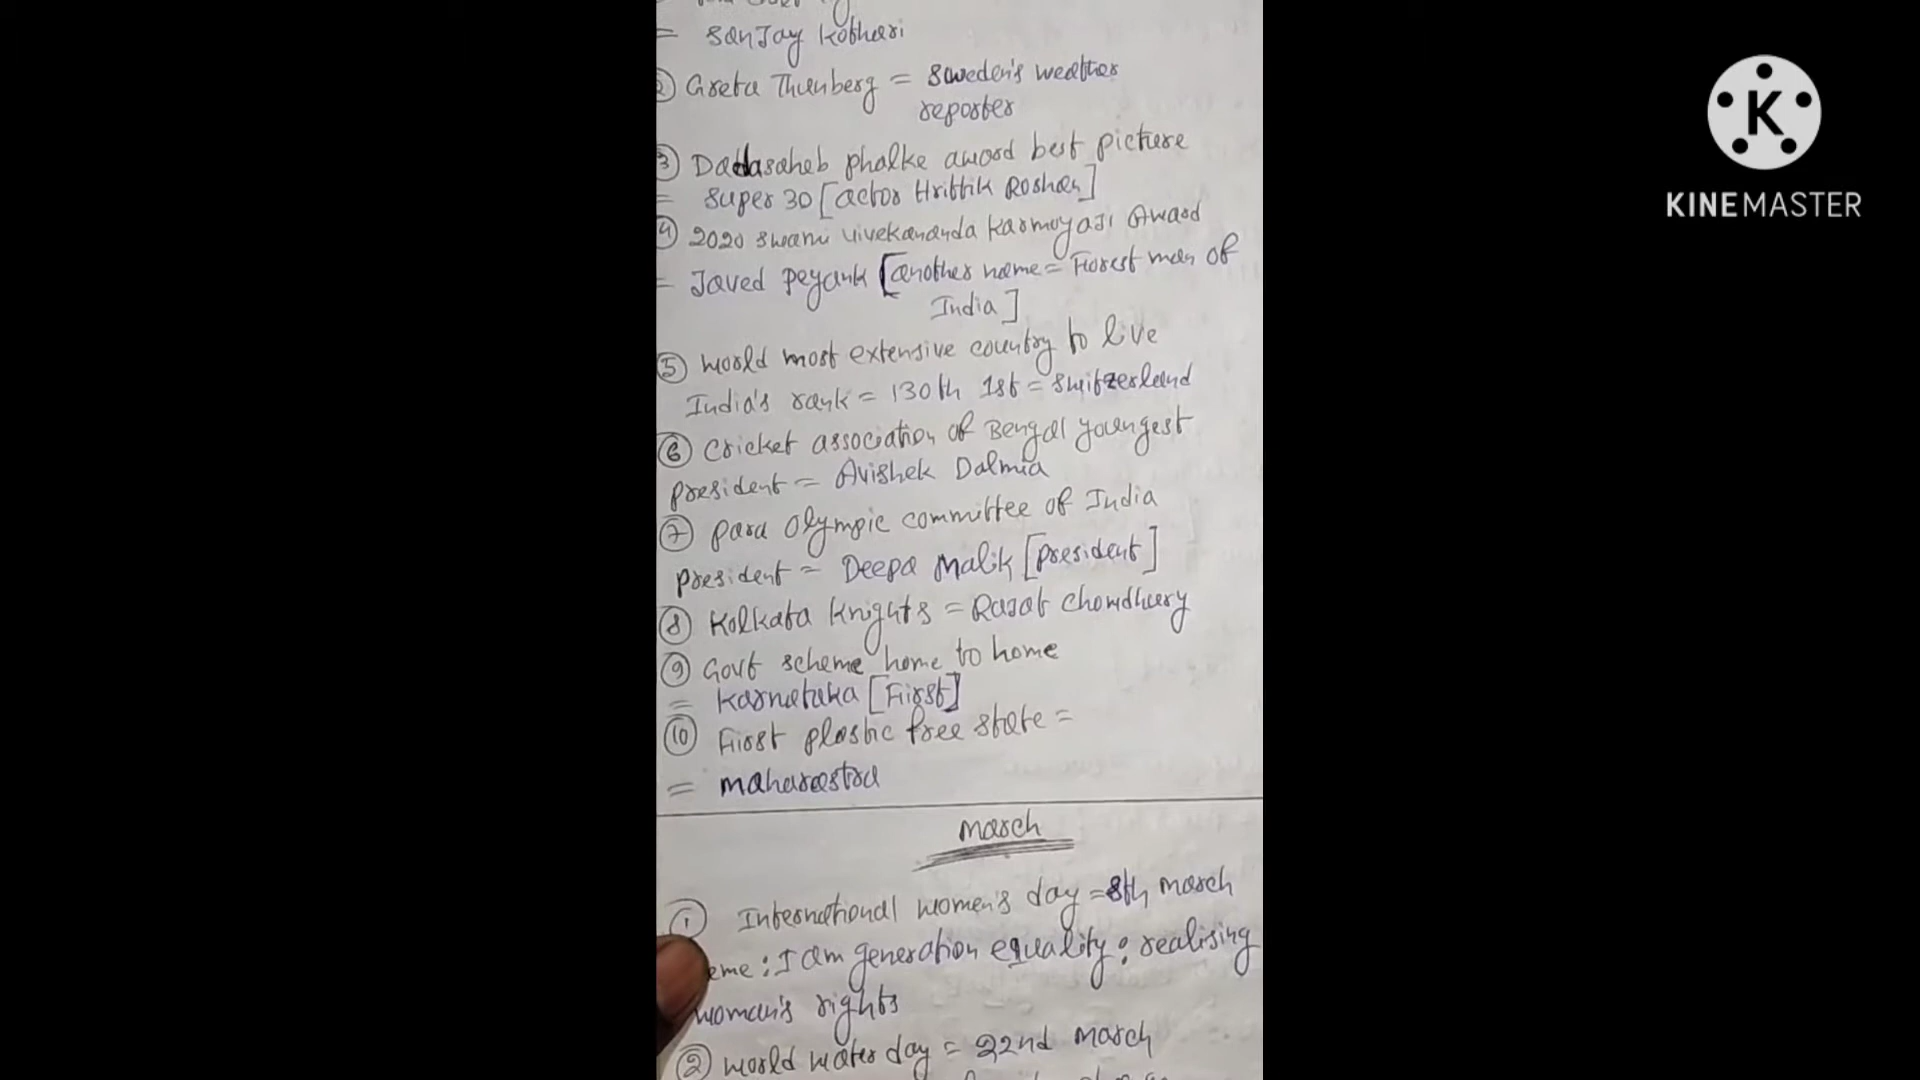 = Sanjay Kothari
2) Greta Thunberg = Sweden's weather
reporter
3) Dadasaheb phalke award best picture
= Super 30 [actor Hrittik Roshan]
4) 2020 swami vivekananda Karmoyagi Award
= Javed Peyank [another name = Forest man of
India]
5) world most extensive country to live
India's rank = 130th 1st = Switzerland
6) Cricket association of Bengal youngest
president = Avishek Dalmia
7) para olympic committee of India
president = Deepa Malik [president]
8) Kolkata Knights = Rajat Chowdhury
9) Govt scheme home to home
= Karnataka [First]
10) First plastic free state =
= maharastra
March
1) International women's day = 8th march
eme : I am generation equality : realising
woman's rights
2) world water day = 22nd march
K
KINEMASTER